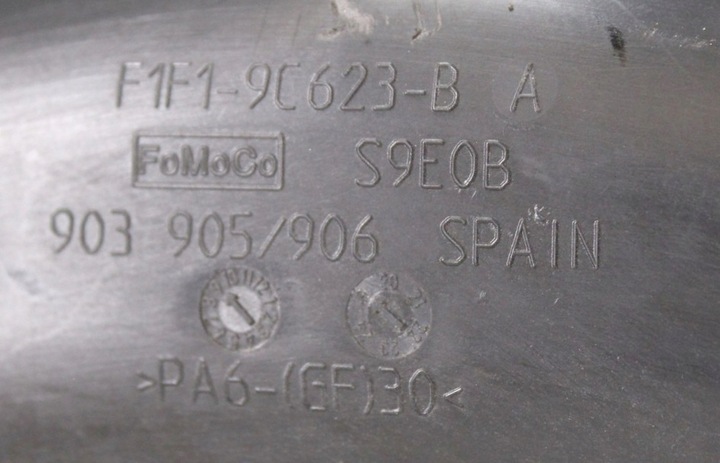 F1F1-9C623-B A
FoMoCo S9E0B
903 905/906 SPAIN
>PA6-(GF)30<